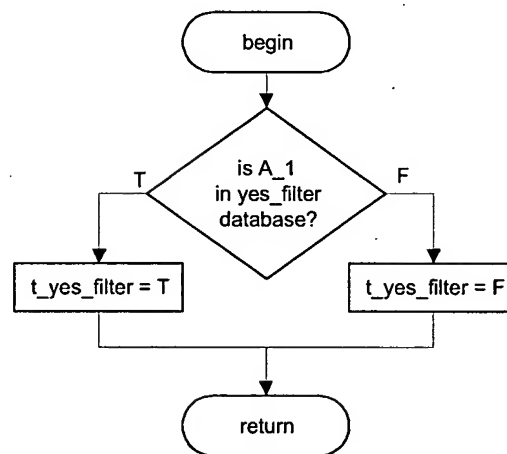 begin
is A_1
in yes_filter
database?
T
F
t_yes_filter = T
t_yes_filter = F
return